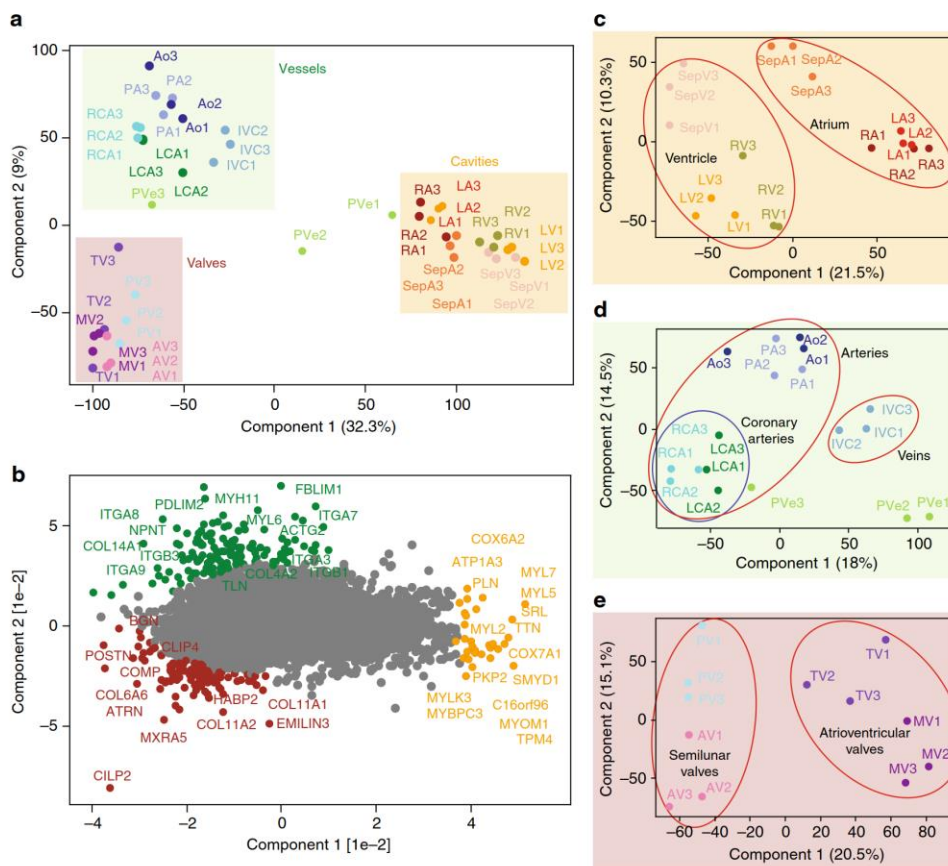 a
100
50
0
−50
Component 2 (9%)
−100
−50
0
50
100
Component 1 (32.3%)
Vessels
Cavities
Valves
Ao3
PA3
PA2
Ao2
RCA3
RCA2
PA1
Ao1
IVC2
RCA1
LCA1
IVC3
LCA3
IVC1
LCA2
PVe3
PVe1
PVe2
RA3
LA3
LA2
RV2
RA2
LA1
RV3
LV1
RA1
RV1
LV3
SepA2
SepV3
LV2
SepA3
SepV1
SepA1
SepV2
TV3
PV3
TV2
PV2
MV2
PV1
MV3
AV3
MV1
AV2
TV1
AV1
b
5
0
−5
Component 2 [1e−2]
−4
−2
0
2
4
Component 1 [1e−2]
MYH11
FBLIM1
PDLIM2
ITGA8
MYL6
ITGA7
NPNT
ACTG2
COL14A1
ITGB3
ITGA3
ITGA9
COL4A2
ITGB1
TLN
COX6A2
ATP1A3
PLN
MYL7
MYL5
SRL
MYL2
TTN
COX7A1
PKP2
SMYD1
MYLK3
C16orf96
MYBPC3
MYOM1
TPM4
BGN
POSTN
CLIP4
COMP
COL6A6
HABP2
COL11A1
ATRN
COL11A2
EMILIN3
MXRA5
CILP2
c
50
0
−50
Component 2 (10.3%)
−50
0
50
Component 1 (21.5%)
SepA1
SepA2
SepV3
SepA3
SepV2
SepV1
Atrium
LA3
RA1
LA2
LA1
RA3
RA2
Ventricle
RV3
LV3
RV2
LV2
LV1
RV1
d
50
0
−50
Component 2 (14.5%)
−50
0
50
100
Component 1 (18%)
Ao3
PA3
Ao2
Arteries
PA2
Ao1
PA1
RCA3
Coronary
arteries
IVC3
LCA3
IVC1
RCA1
LCA1
IVC2
Veins
RCA2
LCA2
PVe3
PVe2
PVe1
e
50
0
−50
Component 2 (15.1%)
−60
−40
−20
0
20
40
60
80
Component 1 (20.5%)
PV1
TV1
PV2
TV2
PV3
TV3
AV1
MV1
Semilunar
valves
Atrioventricular
valves
MV2
AV3
AV2
MV3